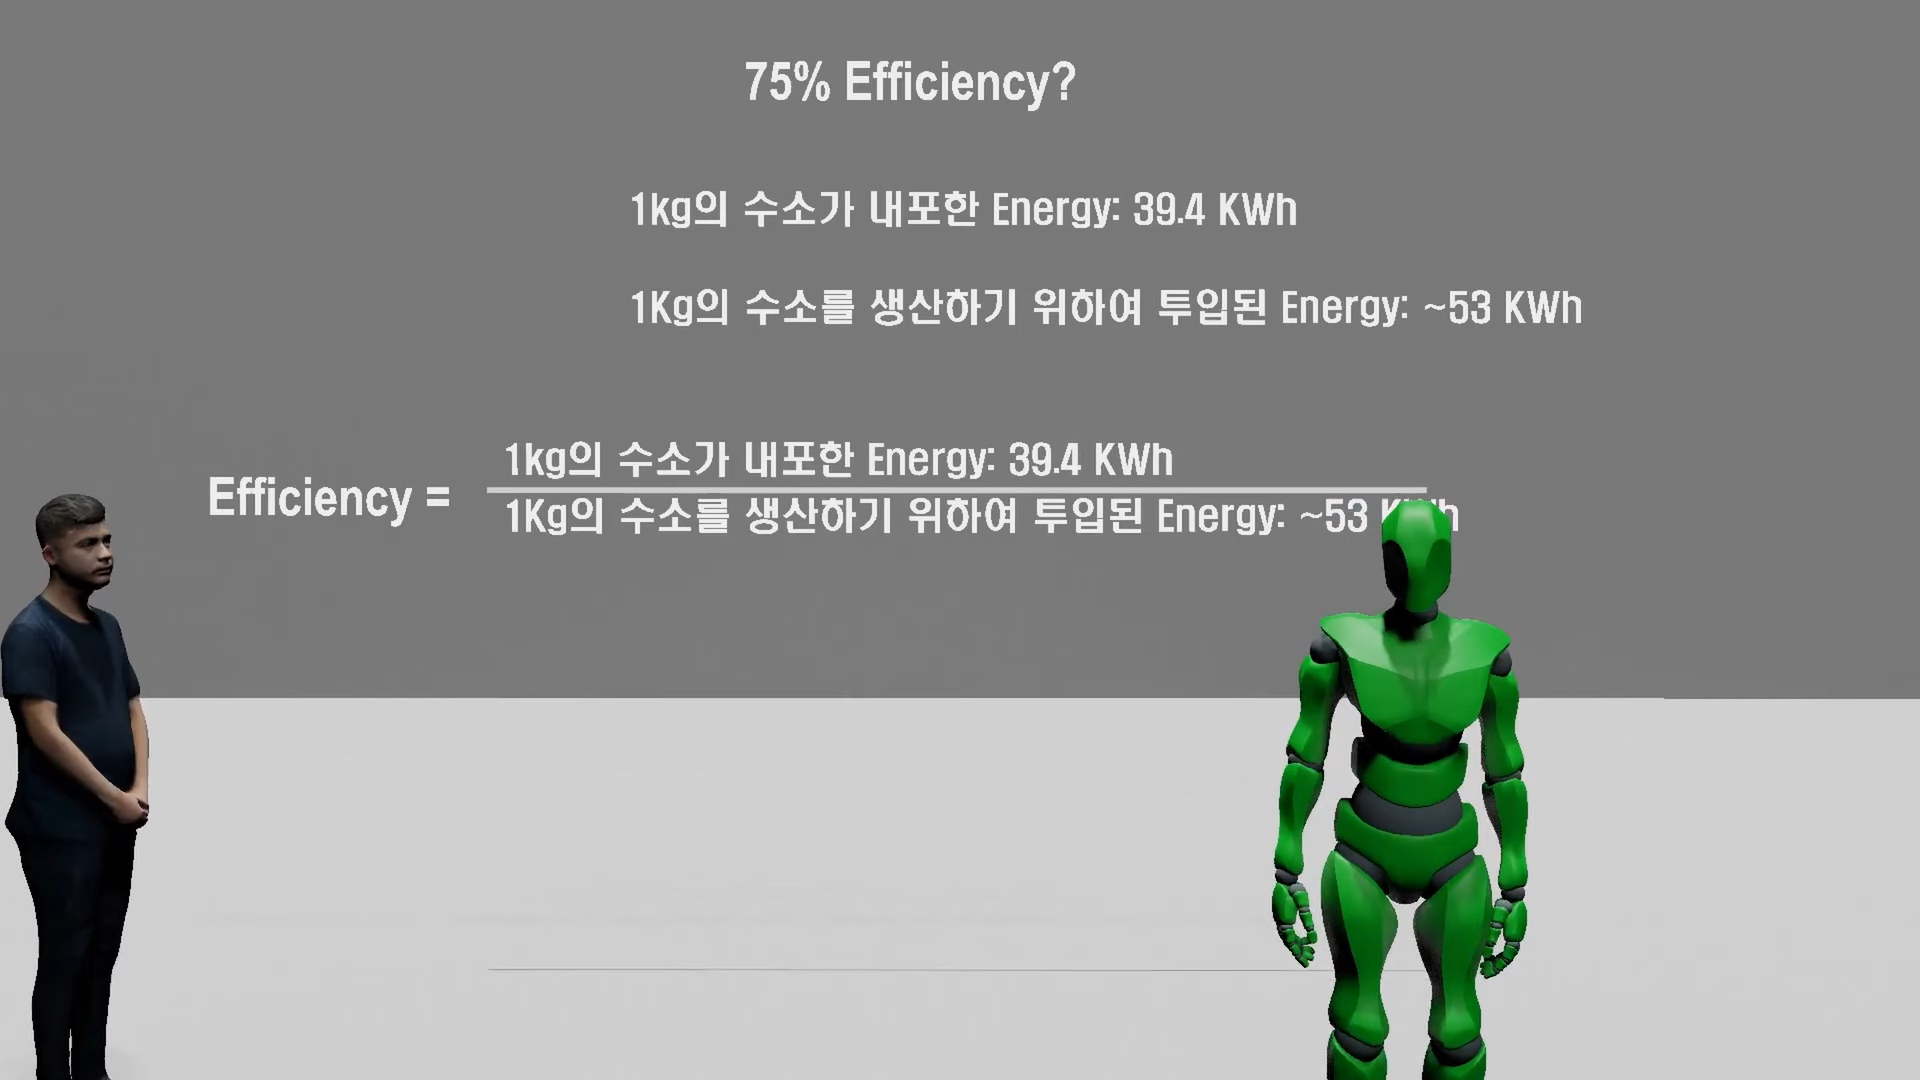 75% Efficiency?
1kg의 수소가 내포한 Energy: 39.4 KWh
1Kg의 수소를 생산하기 위하여 투입된 Energy: ~53 KWh
1kg의 수소가 내포한 Energy: 39.4 KWh
Efficiency =
1Kg의 수소를 생산하기 위하여 투입된 Energy: ~53